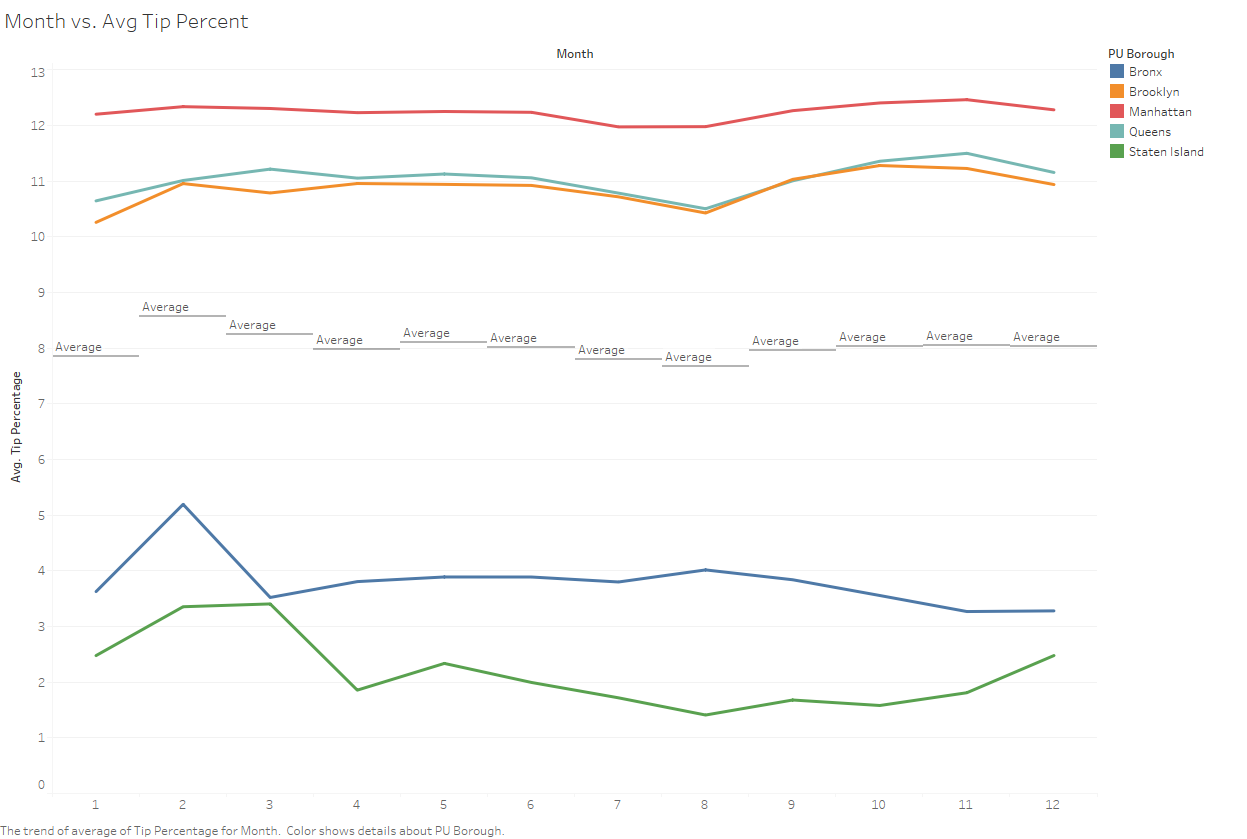 Month vs. Avg Tip Percent
Month
PU Borough
Bronx
Brooklyn
Manhattan
Queens
Staten Island
Avg. Tip Percentage
13
12
11
10
9
8
7
6
5
4
3
2
1
0
Average
Average
Average
Average
Average
Average
Average
Average
Average
Average
Average
Average
1 2 3 4 5 6 7 8 9 10 11 12
The trend of average of Tip Percentage for Month.  Color shows details about PU Borough.